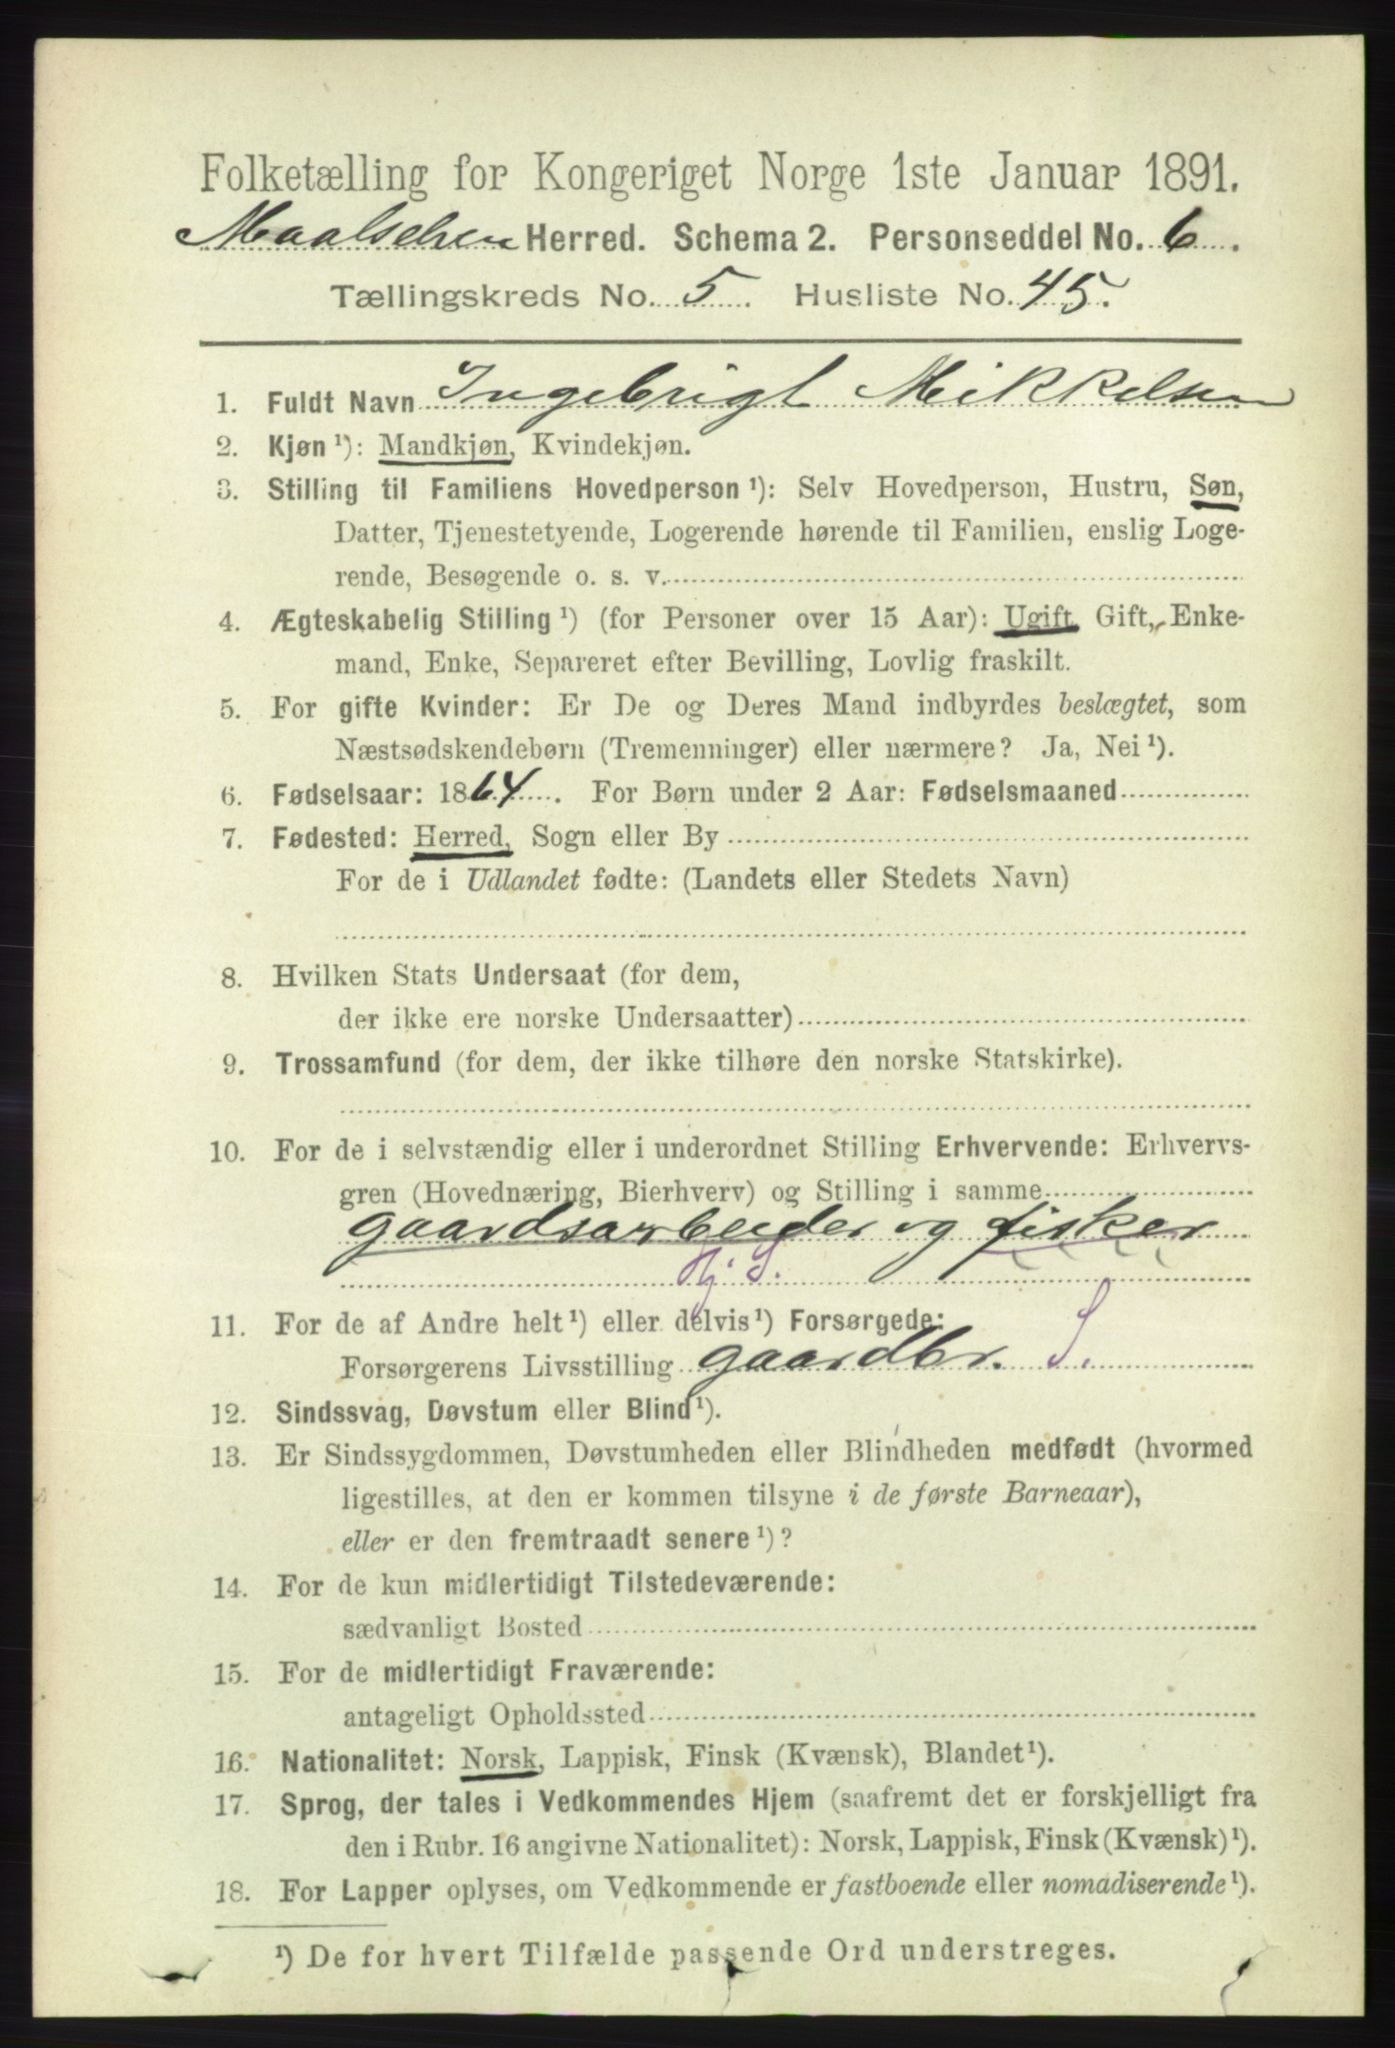 Folketælling for Kongeriget Norge 1ste Januar 1891.
Maalselven Herred. Schema 2. Personseddel No. 6.
Tællingskreds No. 5. Husliste No. 45.
1. Fuldt Navn Ingebrigt Mikkelsen
2. Kjøn ¹): Mandkjøn, Kvindekjøn.
3. Stilling til Familiens Hovedperson ¹): Selv Hovedperson, Hustru, Søn,
Datter, Tjenestetyende, Logerende hørende til Familien, enslig Loge-
rende, Besøgende o. s. v.
4. Ægteskabelig Stilling ¹) (for Personer over 15 Aar): Ugift, Gift, Enke-
mand, Enke, Separeret efter Bevilling, Lovlig fraskilt.
5. For gifte Kvinder: Er De og Deres Mand indbyrdes beslægtet, som
Næstsødskendebørn (Tremenninger) eller nærmere? Ja, Nei ¹).
6. Fødselsaar: 1864. For Børn under 2 Aar: Fødselsmaaned
7. Fødested: Herred, Sogn eller By
For de i Udlandet fødte: (Landets eller Stedets Navn)
8. Hvilken Stats Undersaat (for dem,
der ikke ere norske Undersaatter)
9. Trossamfund (for dem, der ikke tilhøre den norske Statskirke).
10. For de i selvstændig eller i underordnet Stilling Erhvervende: Erhvervs-
gren (Hovednæring, Bierhverv) og Stilling i samme
gaardsarbeider og fisker
Hj. S.
11. For de af Andre helt ¹) eller delvis ¹) Forsørgede:
Forsørgerens Livsstilling gaardbr. S.
12. Sindssvag, Døvstum eller Blind ¹).
13. Er Sindssygdommen, Døvstumheden eller Blindheden medfødt (hvormed
ligestilles, at den er kommen tilsyne i de første Barneaar),
eller er den fremtraadt senere ¹)?
14. For de kun midlertidigt Tilstedeværende:
sædvanligt Bosted
15. For de midlertidigt Fraværende:
antageligt Opholdssted
16. Nationalitet: Norsk, Lappisk, Finsk (Kvænsk), Blandet ¹).
17. Sprog, der tales i Vedkommendes Hjem (saafremt det er forskjelligt fra
den i Rubr. 16 angivne Nationalitet): Norsk, Lappisk, Finsk (Kvænsk) ¹).
18. For Lapper oplyses, om Vedkommende er fastboende eller nomadiserende ¹).
¹) De for hvert Tilfælde passende Ord understreges.